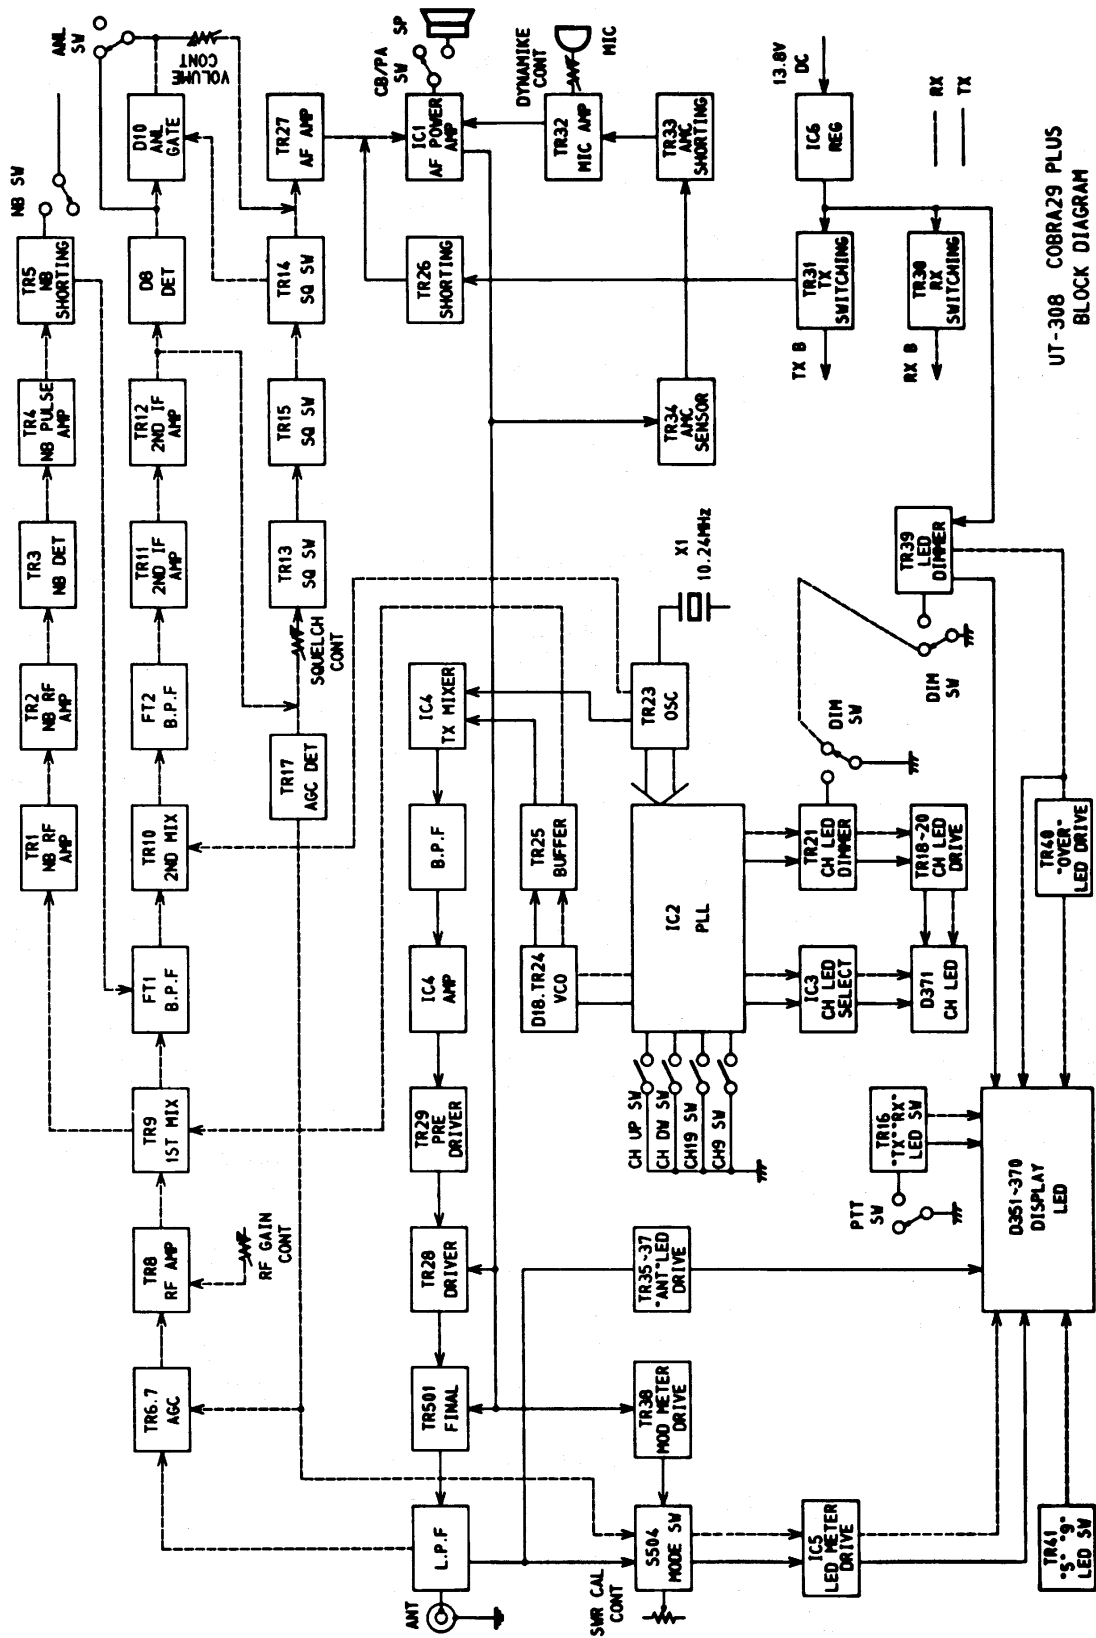 ANT
L.P.F
TR6.7
AGC
TR8
RF AMP
RF GAIN
CONT
TR9
1ST MIX
FT1
B.P.F
TR10
2ND MIX
FT2
B.P.F
TR11
2ND IF
AMP
TR12
2ND IF
AMP
D8
DET
D10
ANL
GATE
ANL
SW
VOLUME
CONT
TR1
NB RF
AMP
TR2
NB RF
AMP
TR3
NB DET
TR4
NB PULSE
AMP
TR5
NB
SHORTING
NB SW
TR17
AGC DET
SQUELCH
CONT
TR13
SQ SW
TR15
SQ SW
TR14
SQ SW
TR27
AF AMP
TR501
FINAL
TR28
DRIVER
TR29
PRE
DRIVER
IC4
AMP
B.P.F
IC4
TX MIXER
TR26
SHORTING
IC1
AF POWER
AMP
CB/PA
SW
SP
D18.TR24
VCO
TR25
BUFFER
TR32
MIC AMP
DYNAMIKE
CONT
MIC
SWR CAL
CONT
S504
MODE SW
TR38
MOD METER
DRIVE
TR35~37
"ANT"LED
DRIVE
CH UP SW
CH DW SW
CH19 SW
CH9 SW
IC2
PLL
TR23
OSC
X1
10.24MHz
TR34
AMC
SENSOR
TR33
AMC
SHORTING
IC5
LED METER
DRIVE
PTT
SW
TR16
"TX""RX"
LED SW
IC3
CH LED
SELECT
TR21
CH LED
DIMMER
DIM
SW
TX B
TR31
TX
SWITCHING
IC6
REG
13.8V
DC
D371
CH LED
TR18~20
CH LED
DRIVE
DIM
SW
TR39
LED
DIMMER
RX B
TR30
RX
SWITCHING
RX
TX
TR41
"S" "9"
LED SW
D351~370
DISPLAY
LED
TR40
"OVER"
LED DRIVE
UT-308 COBRA29 PLUS
BLOCK DIAGRAM